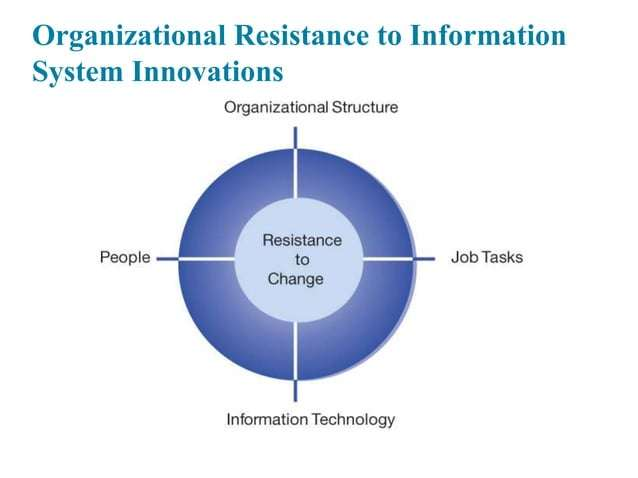 Organizational Resistance to Information
System Innovations
Organizational Structure
People
Resistance
to
Change
Job Tasks
Information Technology